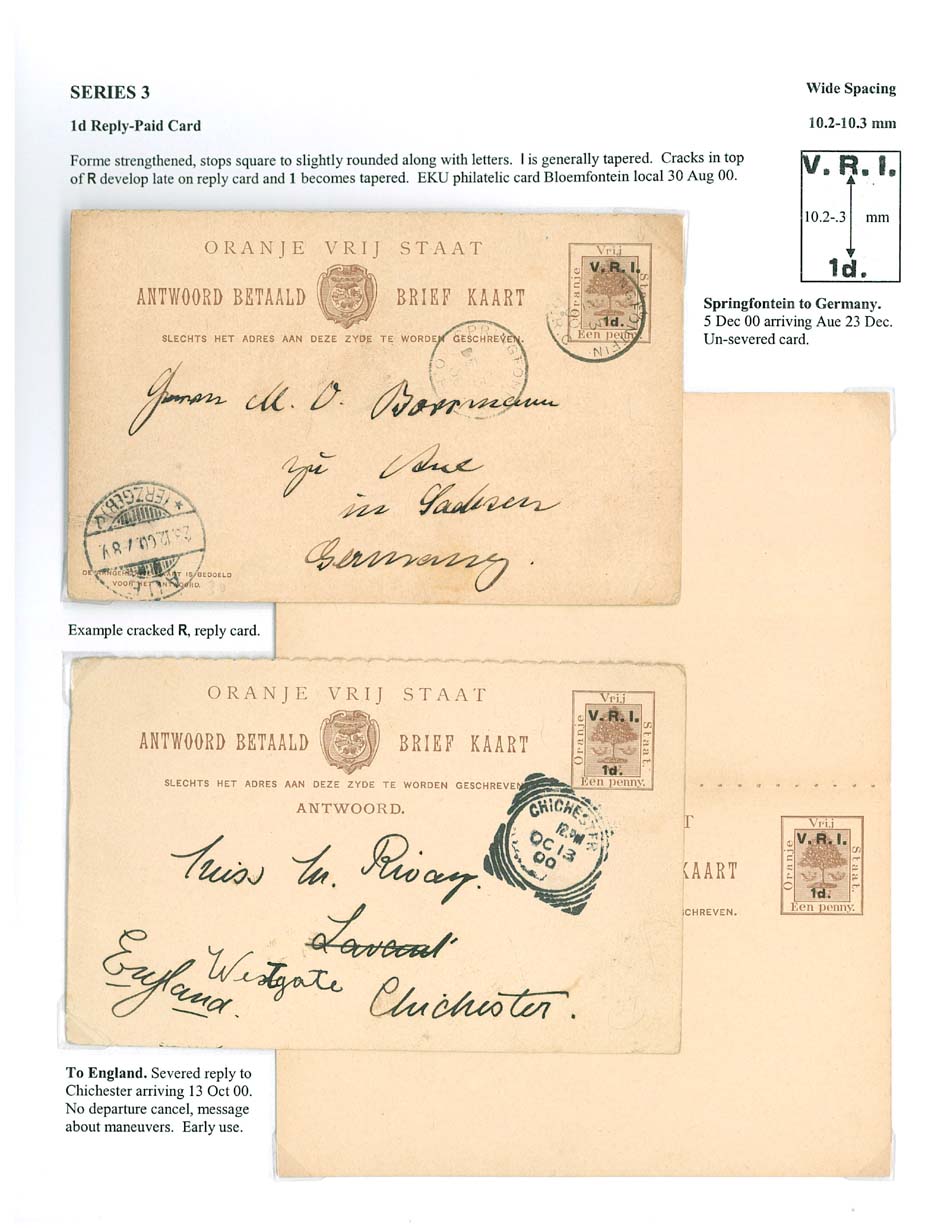 SERIES 3
Wide Spacing
1d Reply-Paid Card
10.2-10.3 mm
Forme strengthened, stops square to slightly rounded along with letters. I is generally tapered. Cracks in top
of R develop late on reply card and 1 becomes tapered. EKU philatelic card Bloemfontein local 30 Aug 00.
V. R. I.
10.2-.3 mm
1d.
Springfontein to Germany.
5 Dec 00 arriving Aue 23 Dec.
Un-severed card.
ORANJE VRIJ STAAT
ANTWOORD BETAALD BRIEF KAART
SLECHTS HET ADRES AAN DEZE ZYDE TE WORDEN GESCHREVEN.
Vrij
Oranje
Staat.
V. R. I.
1d.
Een penny.
SPRINGFON
Herrn M. O. Borrmann
zu Aue
in Sachsen
Germany.
(ERZGEB)
23.12.00
KAART IS BEDOELD
VOOR HET ANTWOORD.
Example cracked R, reply card.
ORANJE VRIJ STAAT
ANTWOORD BETAALD BRIEF KAART
SLECHTS HET ADRES AAN DEZE ZYDE TE WORDEN GESCHREVEN
ANTWOORD.
Vrij
Oranje
Staat.
V. R. I.
1d.
Een penny.
CHICHESTER
12.PM
OC 13
00
Miss M. Rivay.
Lavant
Westgate
England.
Chichester.
T
KAART
SCHREVEN.
Vrij
Oranje
Staat.
V. R. I.
1d.
Een penny.
To England. Severed reply to
Chichester arriving 13 Oct 00.
No departure cancel, message
about maneuvers. Early use.